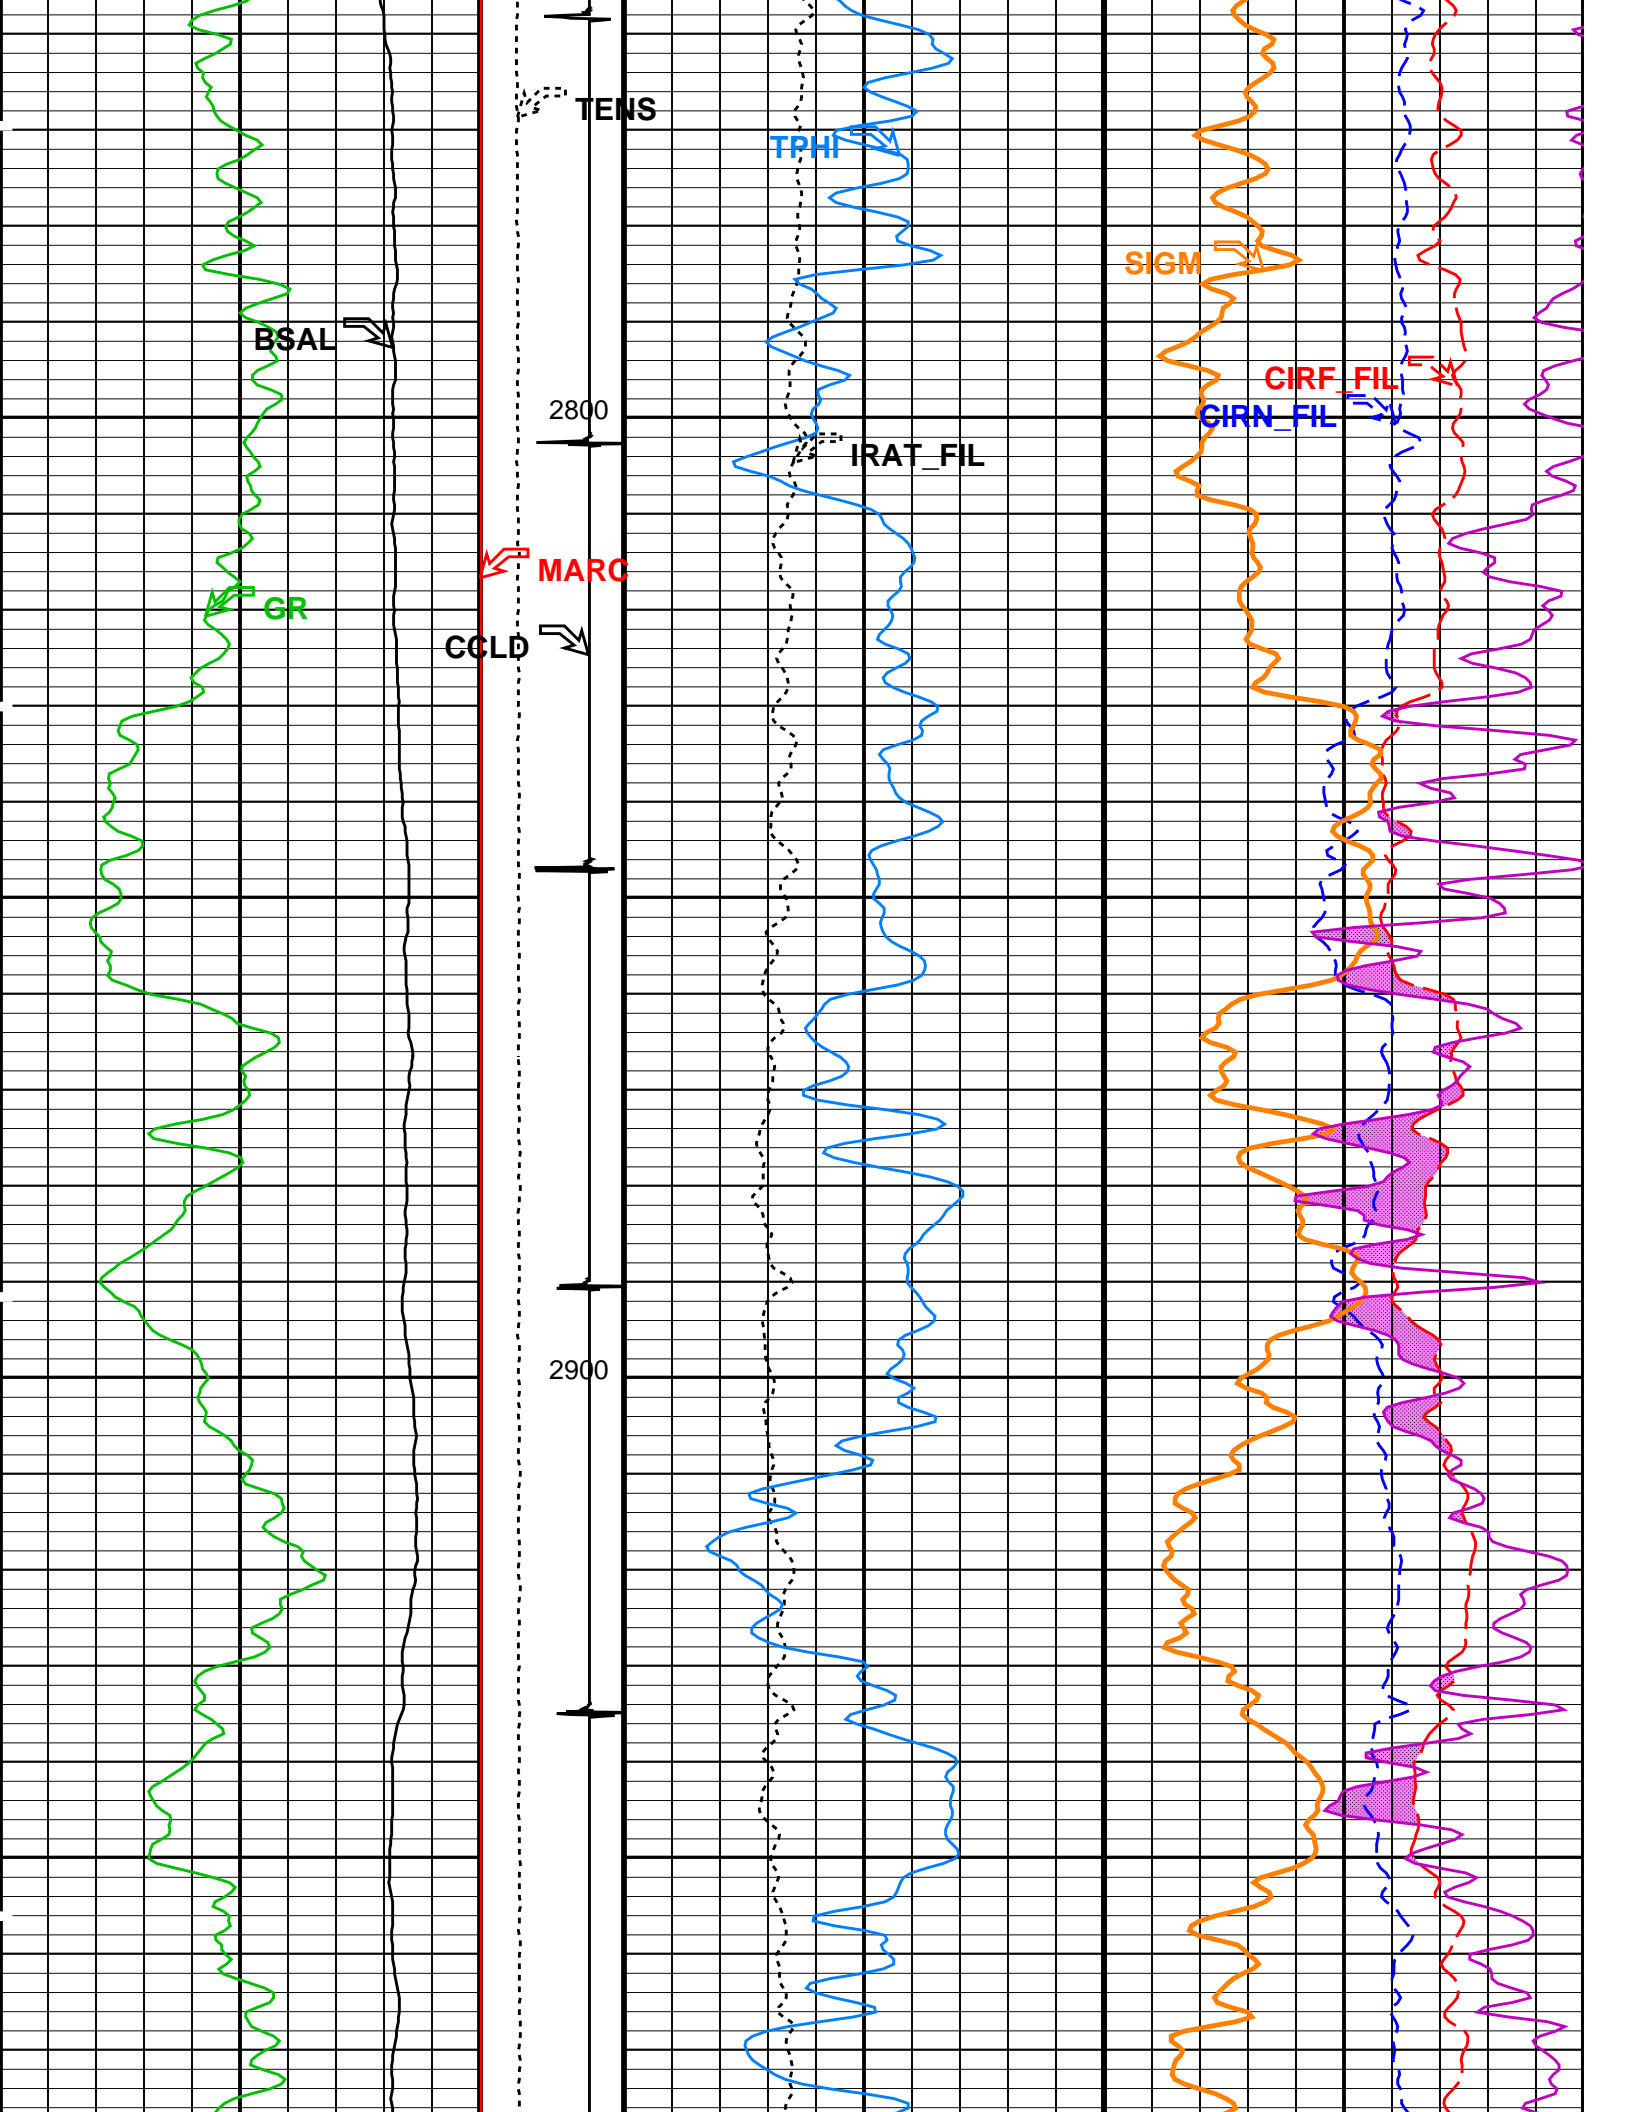 TENS
TPHI
SIGM
BSAL
CIRF_FIL
2800
CIRN_FIL
IRAT_FIL
MARC
GR
CCLD
2900